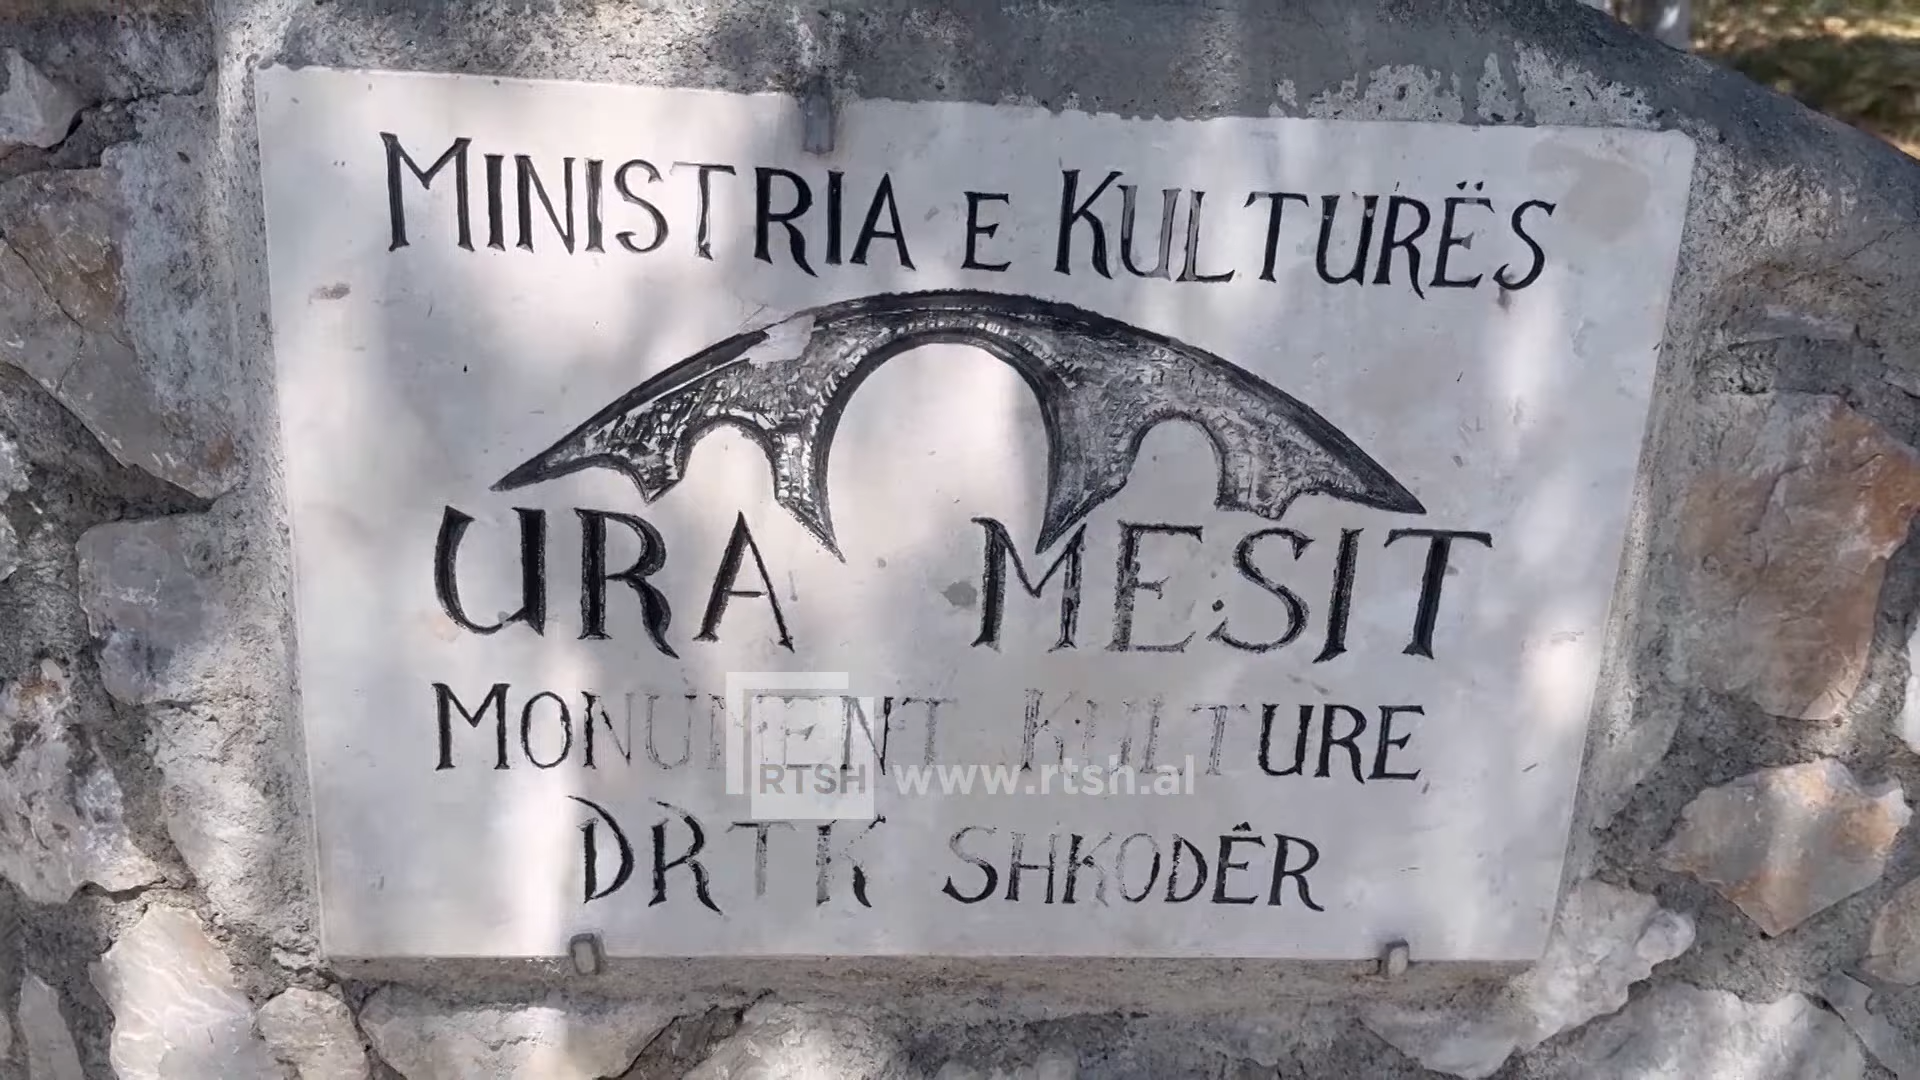 MINISTRIA E KULTURËS
URA MESIT
MONUMENT KULTURE
RTSH www.rtsh.al
DRTK SHKODËR